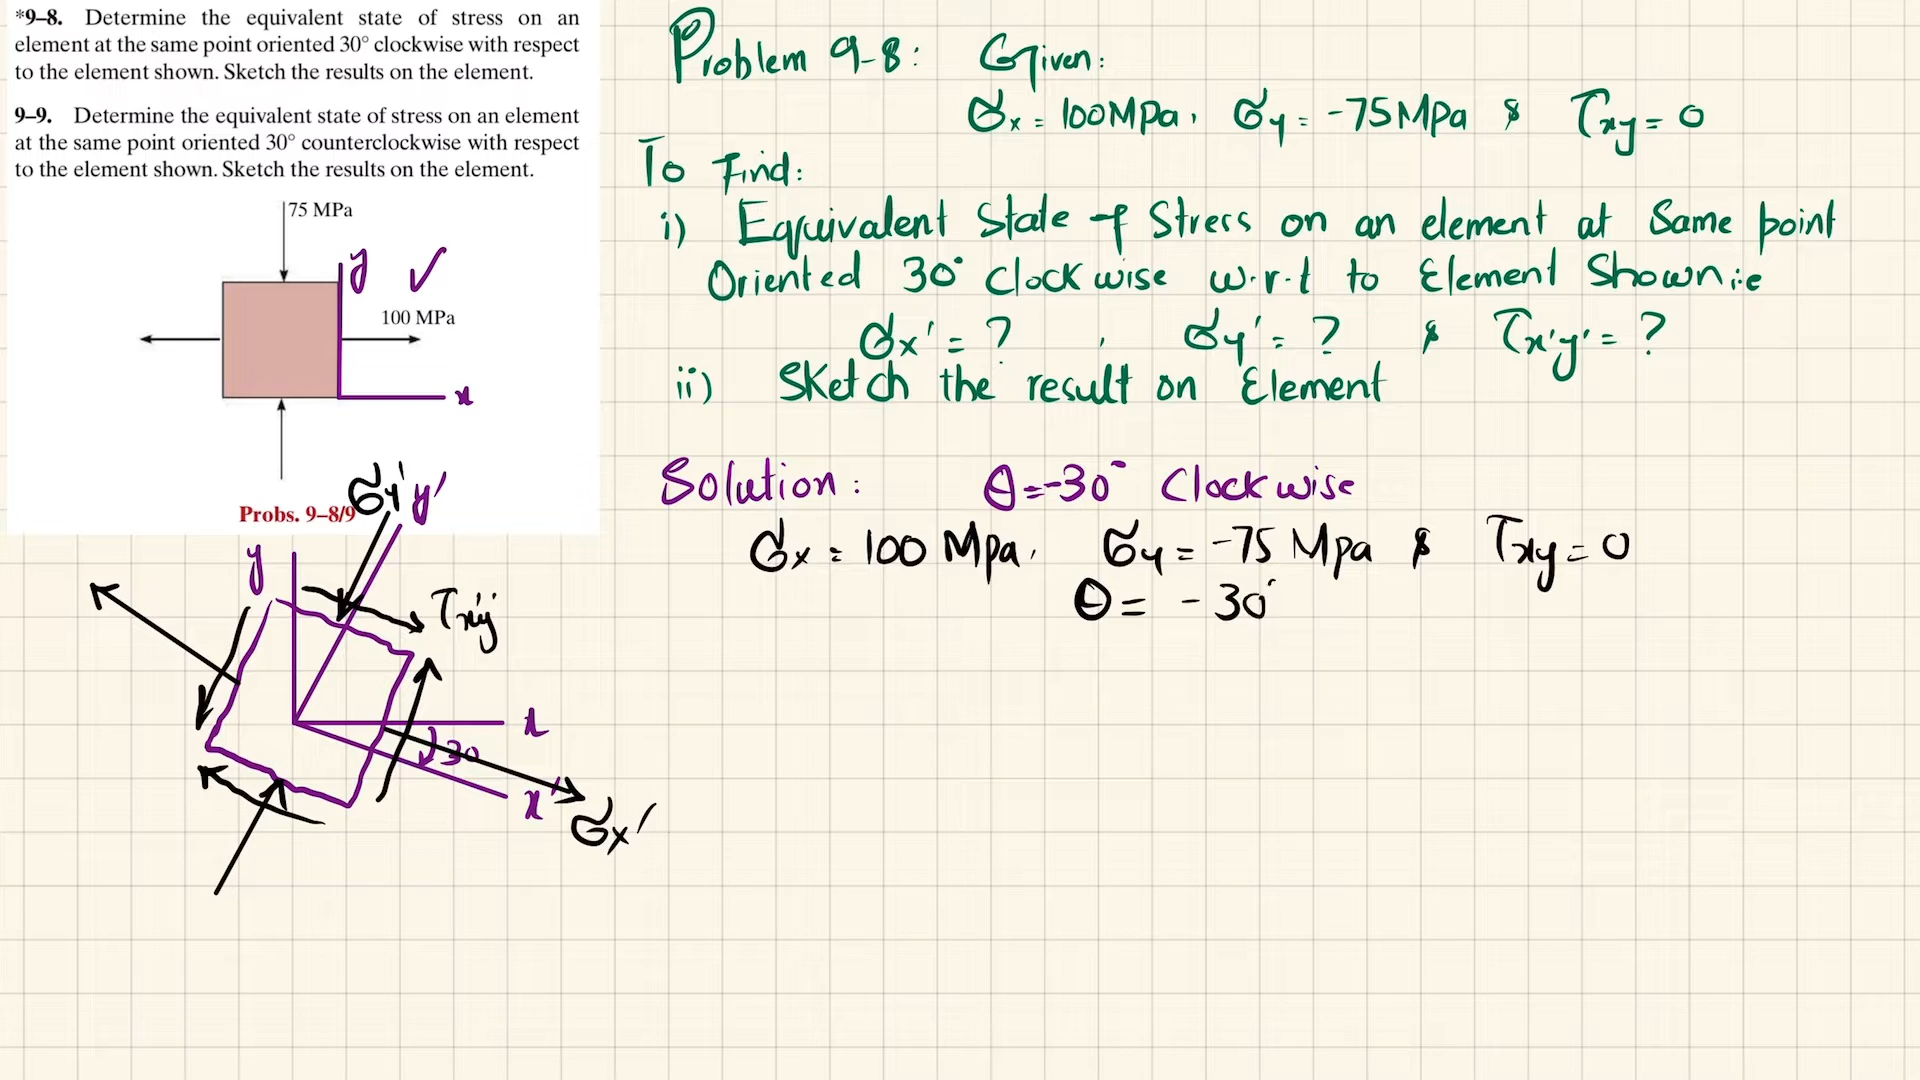 *9–8. Determine the equivalent state of stress on an
element at the same point oriented 30° clockwise with respect
to the element shown. Sketch the results on the element.
9–9. Determine the equivalent state of stress on an element
at the same point oriented 30° counterclockwise with respect
to the element shown. Sketch the results on the element.
75 MPa
y ✓
100 MPa
x
Probs. 9–8/9
σy' y'
y
τx'y'
x
30
x'
σx'
Problem 9-8: Given:
σx = 100MPa, σy = -75MPa & τxy = 0
To Find:
i) Equivalent State of Stress on an element at Same point
Oriented 30° Clockwise w.r.t to Element Shown i.e
σx' = ? , σy' = ? & τx'y' = ?
ii) Sketch the result on Element
Solution: θ=-30° Clockwise
σx = 100 MPa, σy = -75 MPa & τxy = 0
θ = -30°